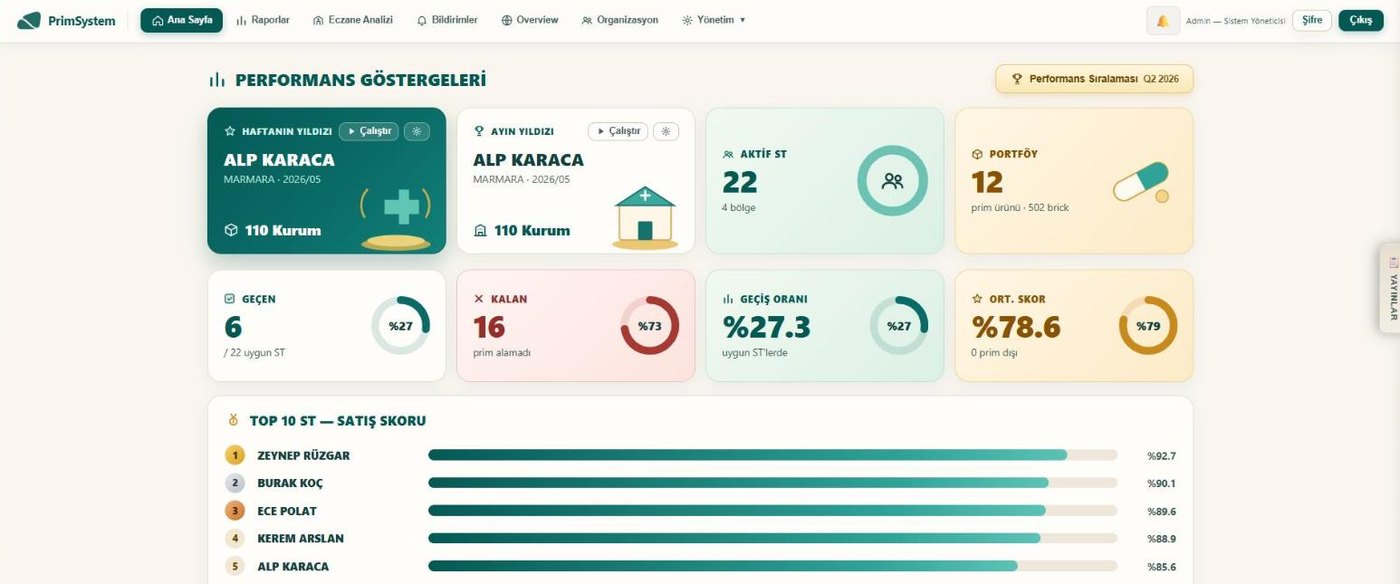 PrimSystem
Ana Sayfa
Raporlar
Eczane Analizi
Bildirimler
Overview
Organizasyon
Yönetim
Admin — Sistem Yöneticisi
Şifre
Çıkış
PERFORMANS GÖSTERGELERİ
Performans Sıralaması Q2 2026
HAFTANIN YILDIZI
Çalıştır
ALP KARACA
MARMARA · 2026/05
110 Kurum
AYIN YILDIZI
Çalıştır
ALP KARACA
MARMARA · 2026/05
110 Kurum
AKTİF ST
22
4 bölge
PORTFÖY
12
prim ürünü · 502 brick
GEÇEN
6
/ 22 uygun ST
%27
KALAN
16
prim alamadı
%73
GEÇİŞ ORANI
%27.3
uygun ST'lerde
%27
ORT. SKOR
%78.6
0 prim dışı
%79
YAYINLAR
TOP 10 ST — SATIŞ SKORU
1 ZEYNEP RÜZGAR %92.7
2 BURAK KOÇ %90.1
3 ECE POLAT %89.6
4 KEREM ARSLAN %88.9
5 ALP KARACA %85.6